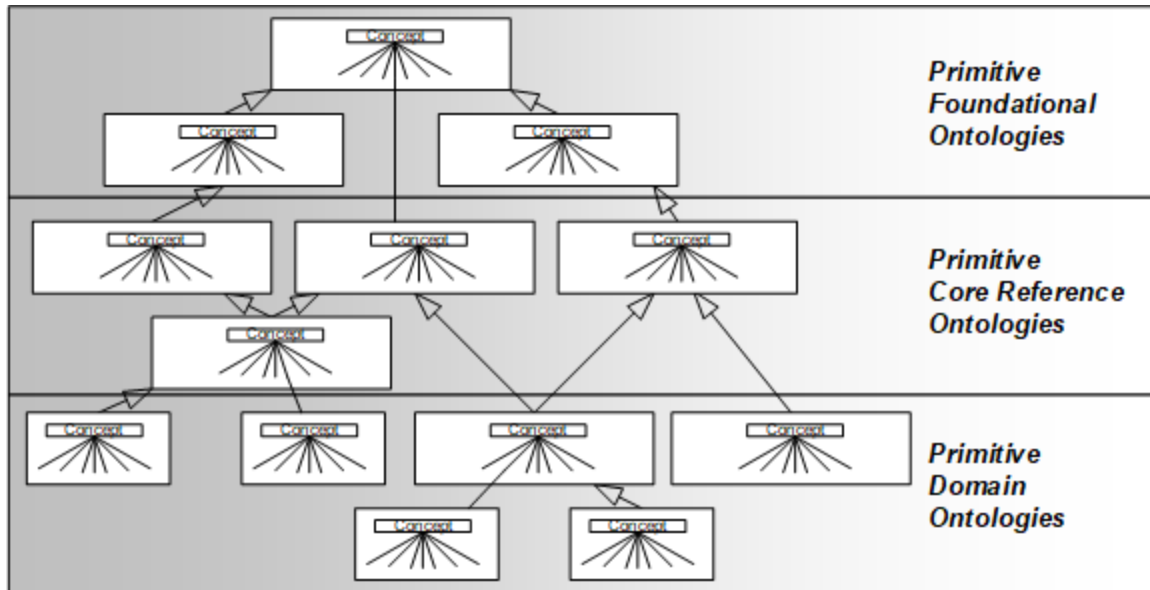 Concept
Primitive
Foundational
Ontologies
Concept
Concept
Concept
Concept
Concept
Primitive
Core Reference
Ontologies
Concept
Concept
Concept
Concept
Concept
Primitive
Domain
Ontologies
Concept
Concept